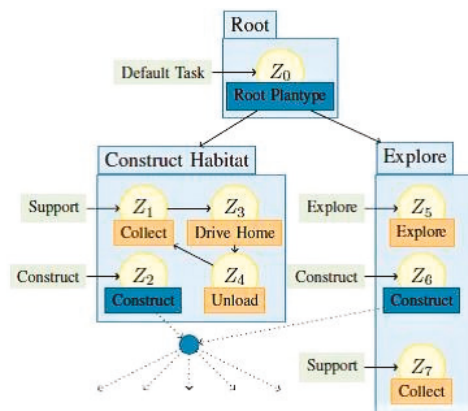 Root
Default Task
Z0
Root Plantype
Construct Habitat
Explore
Support
Z1
Z3
Explore
Z5
Collect
Drive Home
Explore
Construct
Z2
Z4
Construct
Z6
Construct
Unload
Construct
Support
Z7
Collect